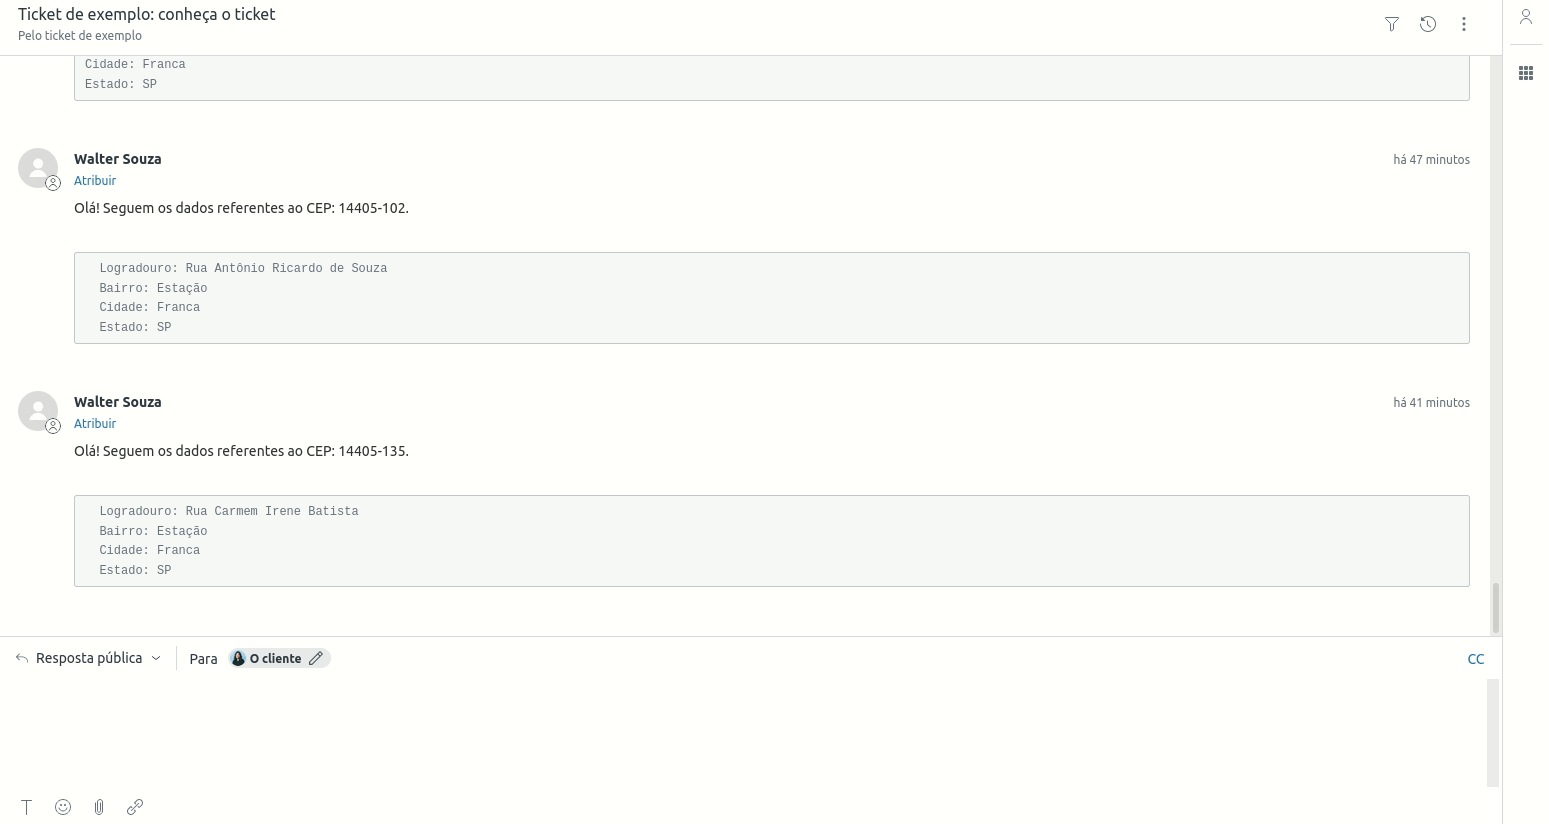 Ticket de exemplo: conheça o ticket
Pelo ticket de exemplo
Cidade: Franca
Estado: SP
Walter Souza
há 47 minutos
Atribuir
Olá! Seguem os dados referentes ao CEP: 14405-102.
Logradouro: Rua Antônio Ricardo de Souza
Bairro: Estação
Cidade: Franca
Estado: SP
Walter Souza
há 41 minutos
Atribuir
Olá! Seguem os dados referentes ao CEP: 14405-135.
Logradouro: Rua Carmem Irene Batista
Bairro: Estação
Cidade: Franca
Estado: SP
Resposta pública
Para
O cliente
CC